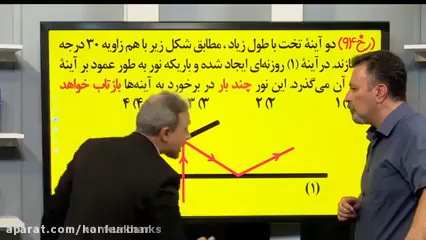 (رخ۹۴) دو آینهٔ تخت با طول زیاد، مطابق شکل زیر با هم زاویه ۳۰ درجه
سازند. در آینهٔ (۱) روزنه‌ای ایجاد شده و باریکه نور به طور عمود بر آینهٔ
آن می‌گذرد. این نور چند بار در برخورد به آینه‌ها بازتاب خواهد
۱ ۲) ۲ ۳) ۳ ۴) ۴
(۱)
aparat.com/konkurbanks